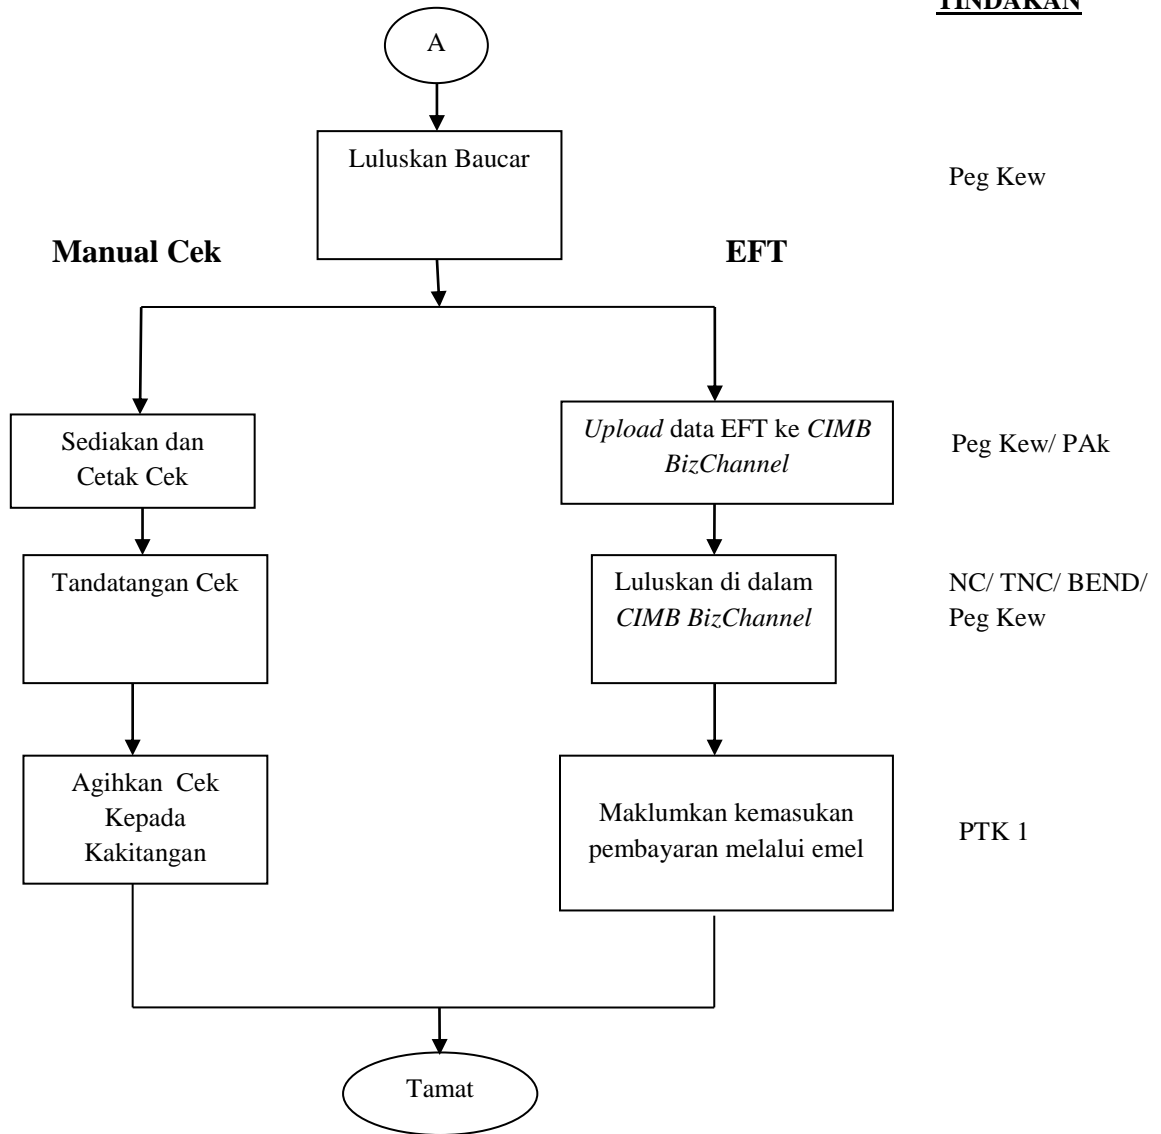 TINDAKAN
A
Luluskan Baucar
Peg Kew
Manual Cek
EFT
Sediakan dan
Cetak Cek
Upload data EFT ke CIMB
BizChannel
Peg Kew/ PAk
Tandatangan Cek
Luluskan di dalam
CIMB BizChannel
NC/ TNC/ BEND/
Peg Kew
Agihkan Cek
Kepada
Kakitangan
Maklumkan kemasukan
pembayaran melalui emel
PTK 1
Tamat